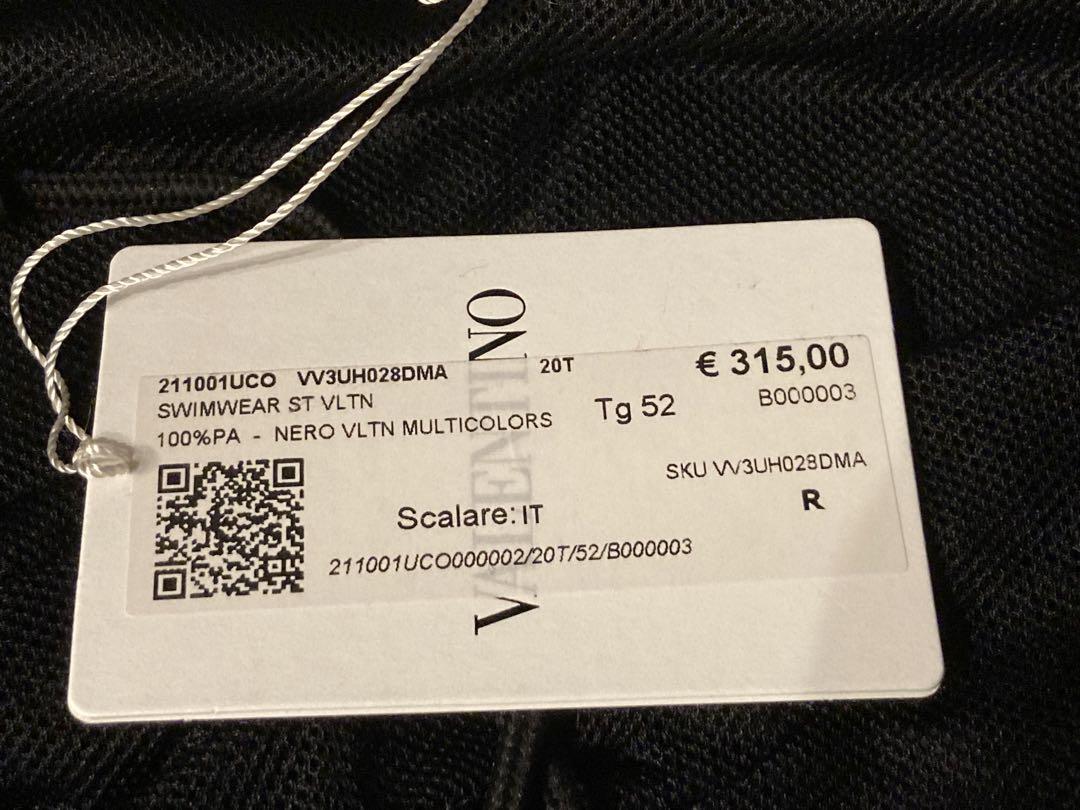 VALENTINO
211001UCO VV3UH028DMA 20T € 315,00
SWIMWEAR ST VLTN Tg 52 B000003
100%PA - NERO VLTN MULTICOLORS
SKU VV3UH028DMA
Scalare: IT R
211001UCO000002/20T/52/B000003